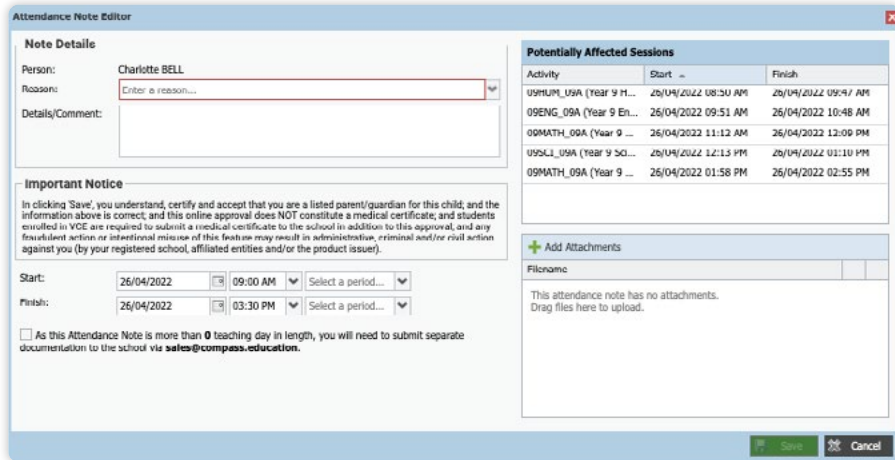 Attendance Note Editor
Note Details
Person: Charlotte BELL
Reason: Enter a reason...
Details/Comment:
Important Notice
In clicking 'Save', you understand, certify and accept that you are a listed parent/guardian for this child; and the
information above is correct; and this online approval does NOT constitute a medical certificate; and students
enrolled in VCE are required to submit a medical certificate to the school in addition to this approval, and any
fraudulent action or intentional misuse of this feature may result in administrative, criminal and/or civil action
against you (by your registered school, affiliated entities and/or the product issuer).
Start: 26/04/2022 09:00 AM Select a period...
Finish: 26/04/2022 03:30 PM Select a period...
As this Attendance Note is more than 0 teaching day in length, you will need to submit separate
documentation to the school via sales@compass.education.
Potentially Affected Sessions
Activity Start Finish
09HUM_09A (Year 9 H... 26/04/2022 08:50 AM 26/04/2022 09:47 AM
09ENG_09A (Year 9 En... 26/04/2022 09:51 AM 26/04/2022 10:48 AM
09MATH_09A (Year 9 ... 26/04/2022 11:12 AM 26/04/2022 12:09 PM
09SCI_09A (Year 9 Sci... 26/04/2022 12:13 PM 26/04/2022 01:10 PM
09MATH_09A (Year 9 ... 26/04/2022 01:58 PM 26/04/2022 02:55 PM
Add Attachments
Filename
This attendance note has no attachments.
Drag files here to upload.
Save Cancel